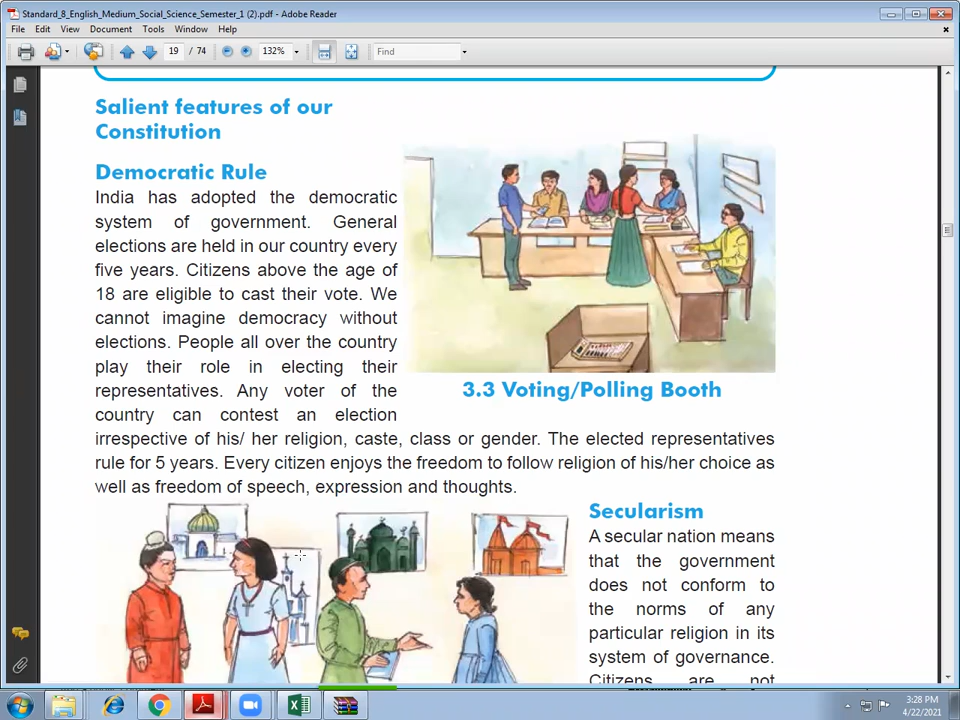 Standard_8_English_Medium_Social_Science_Semester_1 (2).pdf - Adobe Reader
File Edit View Document Tools Window Help
19 / 74 132% Find
Salient features of our
Constitution
Democratic Rule
India has adopted the democratic
system of government. General
elections are held in our country every
five years. Citizens above the age of
18 are eligible to cast their vote. We
cannot imagine democracy without
elections. People all over the country
play their role in electing their
representatives. Any voter of the
country can contest an election
3.3 Voting/Polling Booth
irrespective of his/ her religion, caste, class or gender. The elected representatives
rule for 5 years. Every citizen enjoys the freedom to follow religion of his/her choice as
well as freedom of speech, expression and thoughts.
Secularism
A secular nation means
that the government
does not conform to
the norms of any
particular religion in its
system of governance.
Citizens are not
3:28 PM
4/22/2021